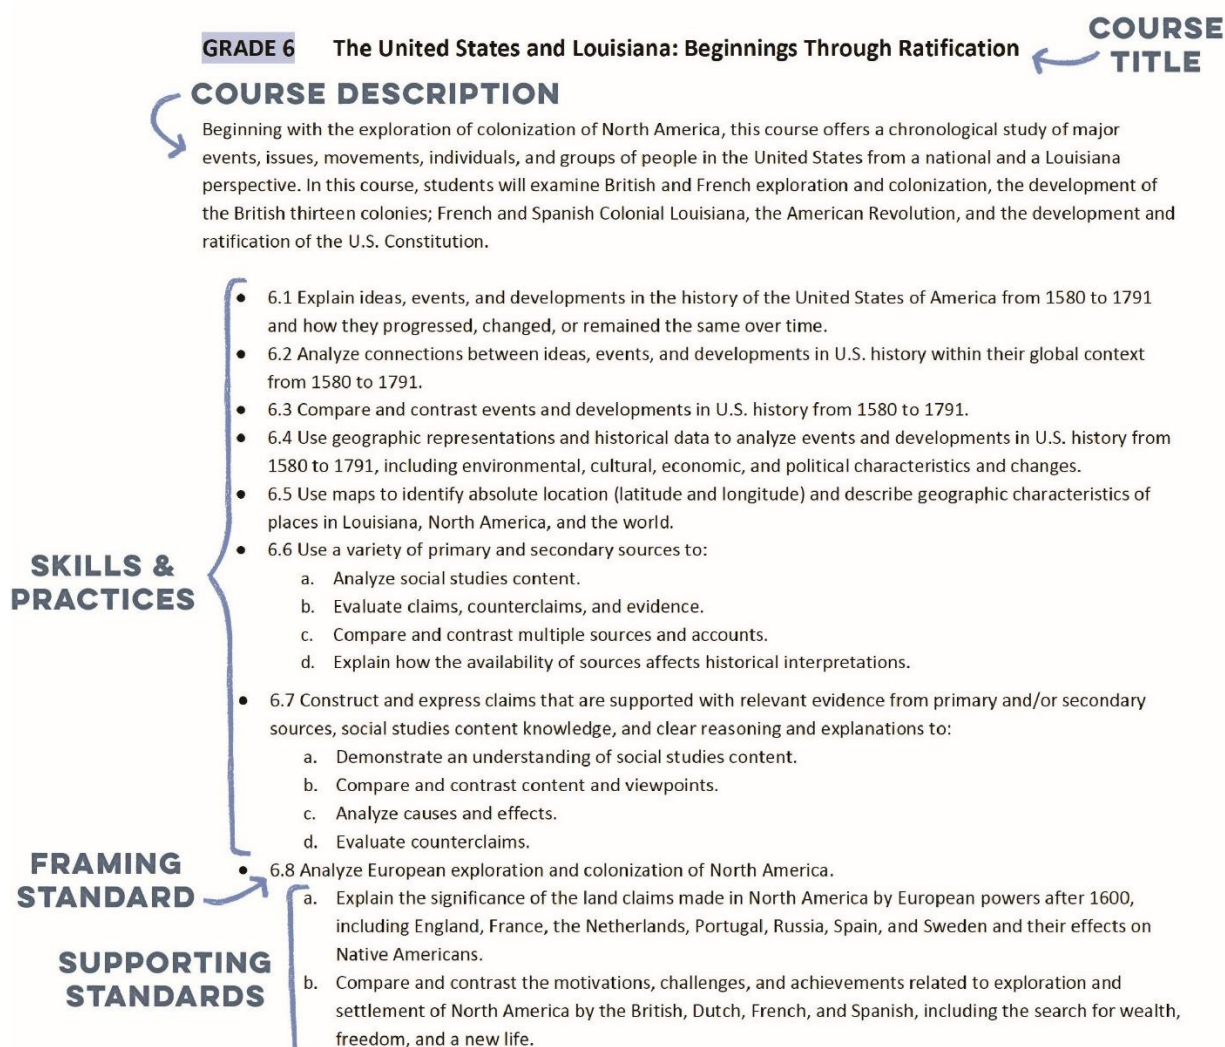 GRADE 6 The United States and Louisiana: Beginnings Through Ratification
COURSE TITLE
COURSE DESCRIPTION
Beginning with the exploration of colonization of North America, this course offers a chronological study of major
events, issues, movements, individuals, and groups of people in the United States from a national and a Louisiana
perspective. In this course, students will examine British and French exploration and colonization, the development of
the British thirteen colonies; French and Spanish Colonial Louisiana, the American Revolution, and the development and
ratification of the U.S. Constitution.
SKILLS &
PRACTICES
• 6.1 Explain ideas, events, and developments in the history of the United States of America from 1580 to 1791
and how they progressed, changed, or remained the same over time.
• 6.2 Analyze connections between ideas, events, and developments in U.S. history within their global context
from 1580 to 1791.
• 6.3 Compare and contrast events and developments in U.S. history from 1580 to 1791.
• 6.4 Use geographic representations and historical data to analyze events and developments in U.S. history from
1580 to 1791, including environmental, cultural, economic, and political characteristics and changes.
• 6.5 Use maps to identify absolute location (latitude and longitude) and describe geographic characteristics of
places in Louisiana, North America, and the world.
• 6.6 Use a variety of primary and secondary sources to:
a. Analyze social studies content.
b. Evaluate claims, counterclaims, and evidence.
c. Compare and contrast multiple sources and accounts.
d. Explain how the availability of sources affects historical interpretations.
• 6.7 Construct and express claims that are supported with relevant evidence from primary and/or secondary
sources, social studies content knowledge, and clear reasoning and explanations to:
a. Demonstrate an understanding of social studies content.
b. Compare and contrast content and viewpoints.
c. Analyze causes and effects.
d. Evaluate counterclaims.
FRAMING
STANDARD
• 6.8 Analyze European exploration and colonization of North America.
SUPPORTING
STANDARDS
a. Explain the significance of the land claims made in North America by European powers after 1600,
including England, France, the Netherlands, Portugal, Russia, Spain, and Sweden and their effects on
Native Americans.
b. Compare and contrast the motivations, challenges, and achievements related to exploration and
settlement of North America by the British, Dutch, French, and Spanish, including the search for wealth,
freedom, and a new life.